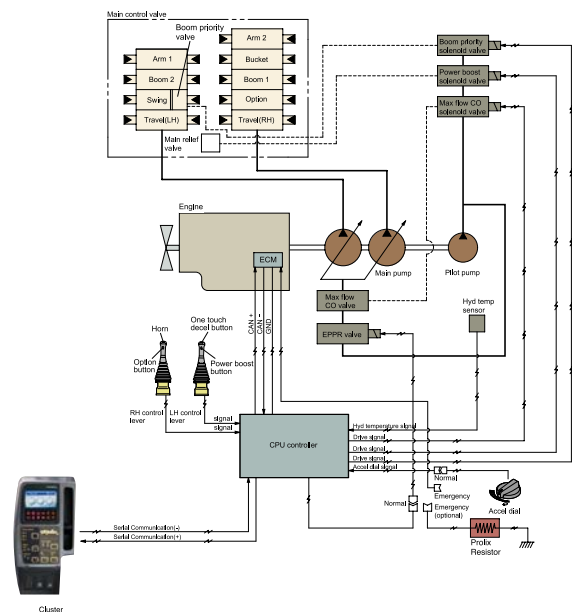 Main control valve
Boom priority
valve
Arm 1
Boom 2
Swing
Travel(LH)
Arm 2
Bucket
Boom 1
Option
Travel(RH)
Main relief
valve
Boom priority
solenoid valve
Power boost
solenoid valve
Max flow CO
solenoid valve
Engine
ECM
Main pump
Pilot pump
Max flow
CO valve
EPPR valve
Hyd temp
sensor
CAN +
CAN -
GND
Horn
Option
button
One touch
decel button
Power boost
button
RH control
lever
LH control
lever
signal
signal
CPU controller
Hyd temperature signal
Drive signal
Drive signal
Drive signal
Accel dial signal
Normal
Emergency
Normal
Emergency
(optional)
Accel dial
Prolix
Resistor
Serial Communication(-)
Serial Communication(+)
Cluster